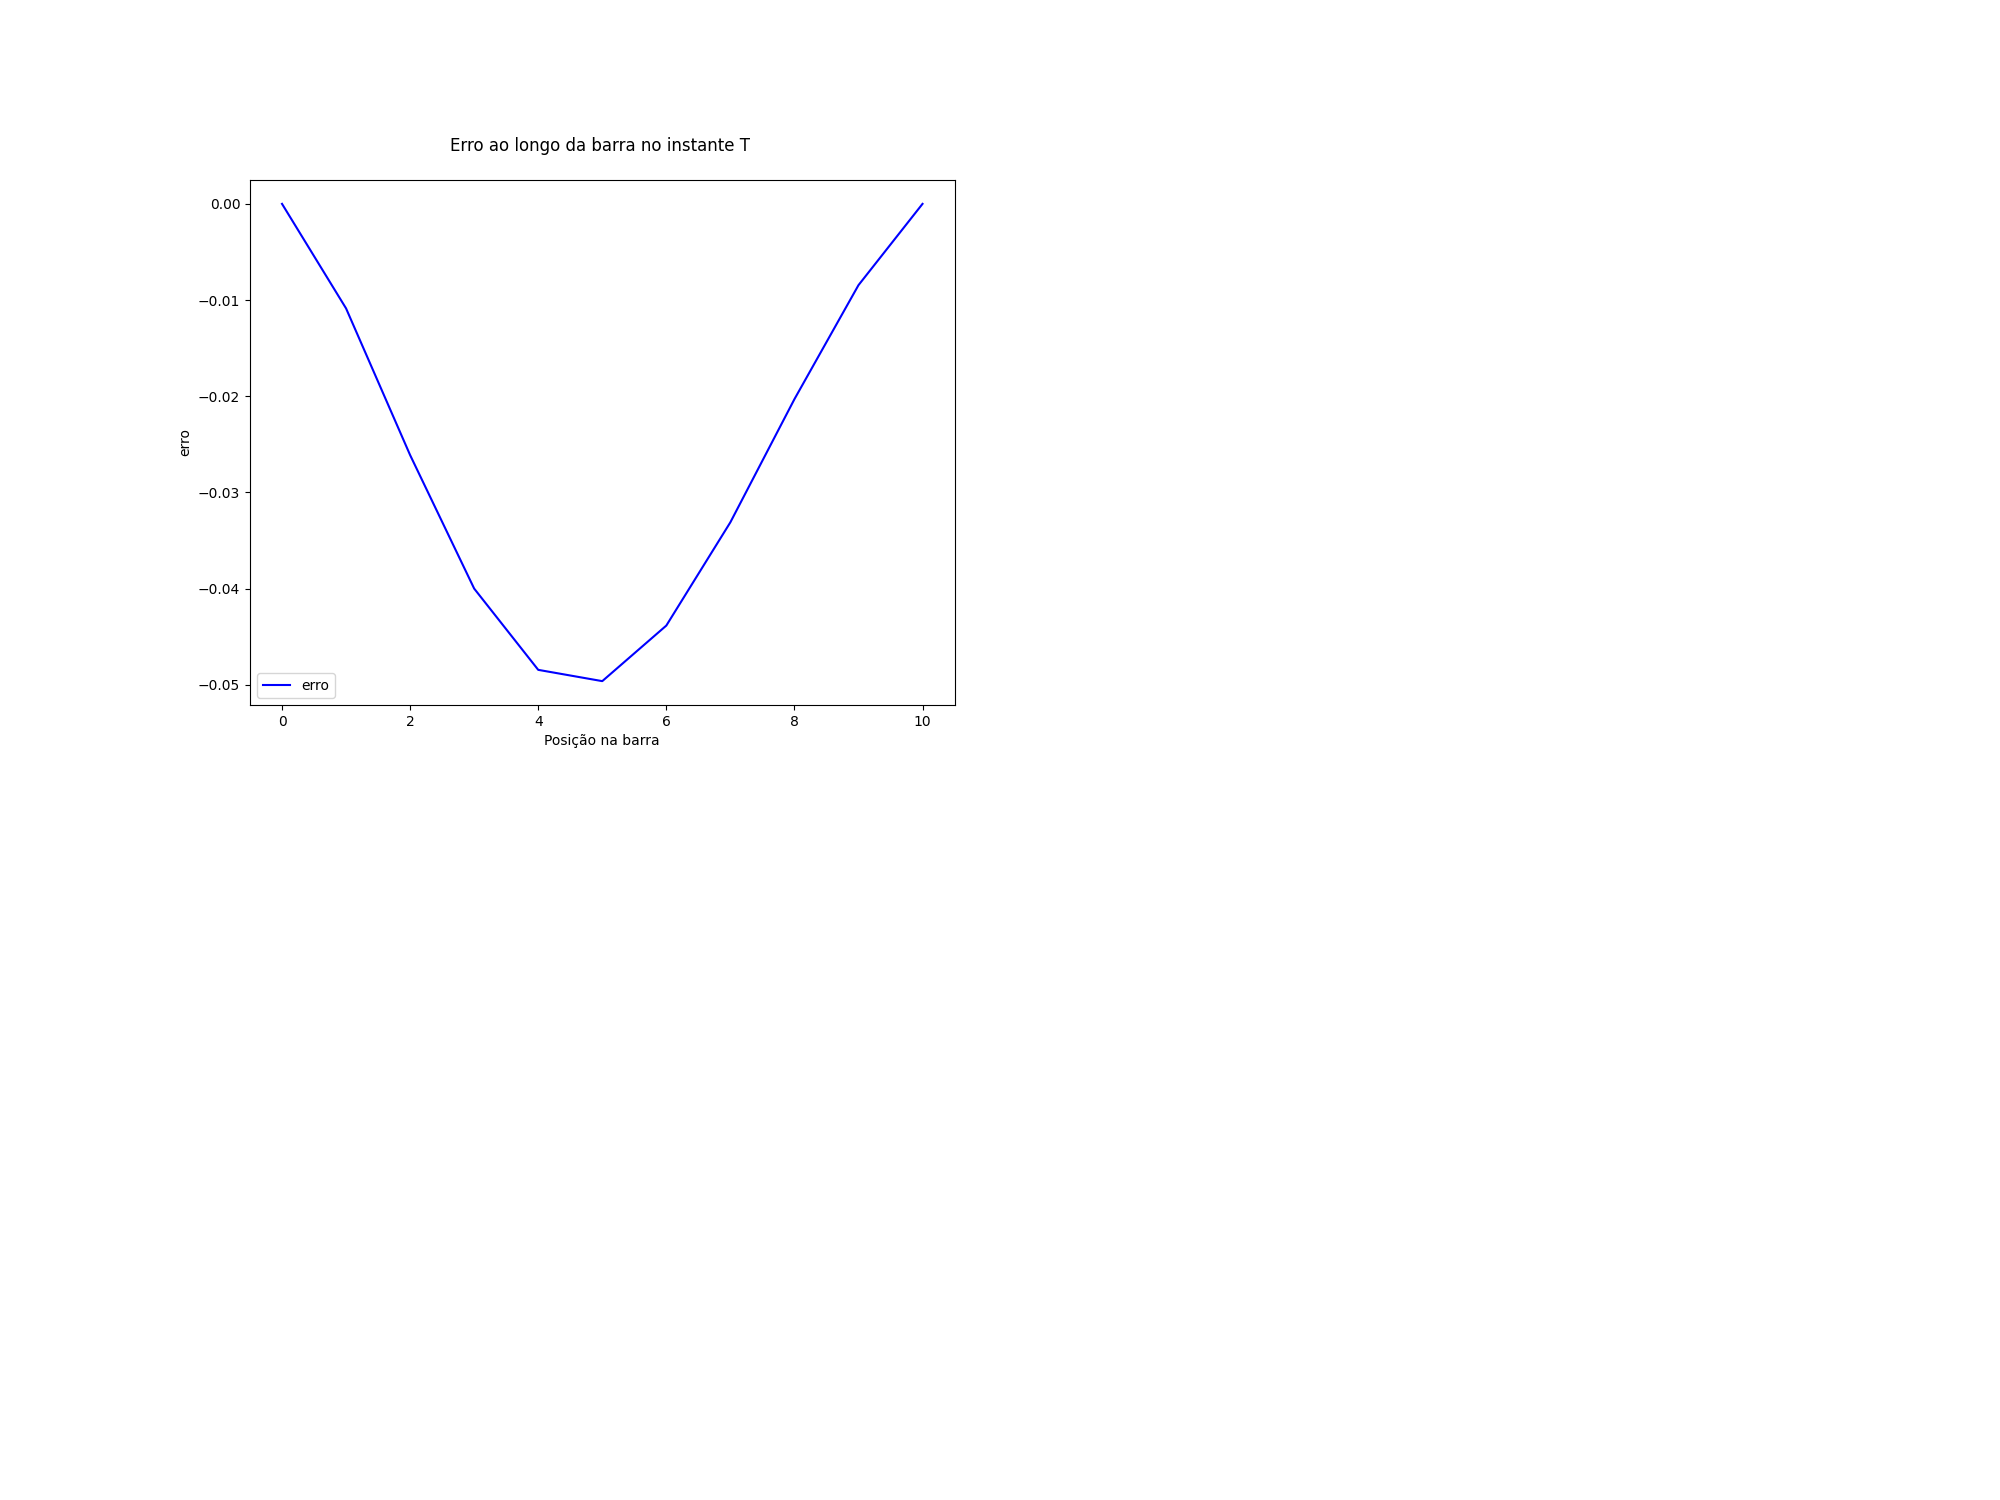 Erro ao longo da barra no instante T
0.00
−0.01
−0.02
−0.03
−0.04
−0.05
erro
erro
0 2 4 6 8 10
Posição na barra